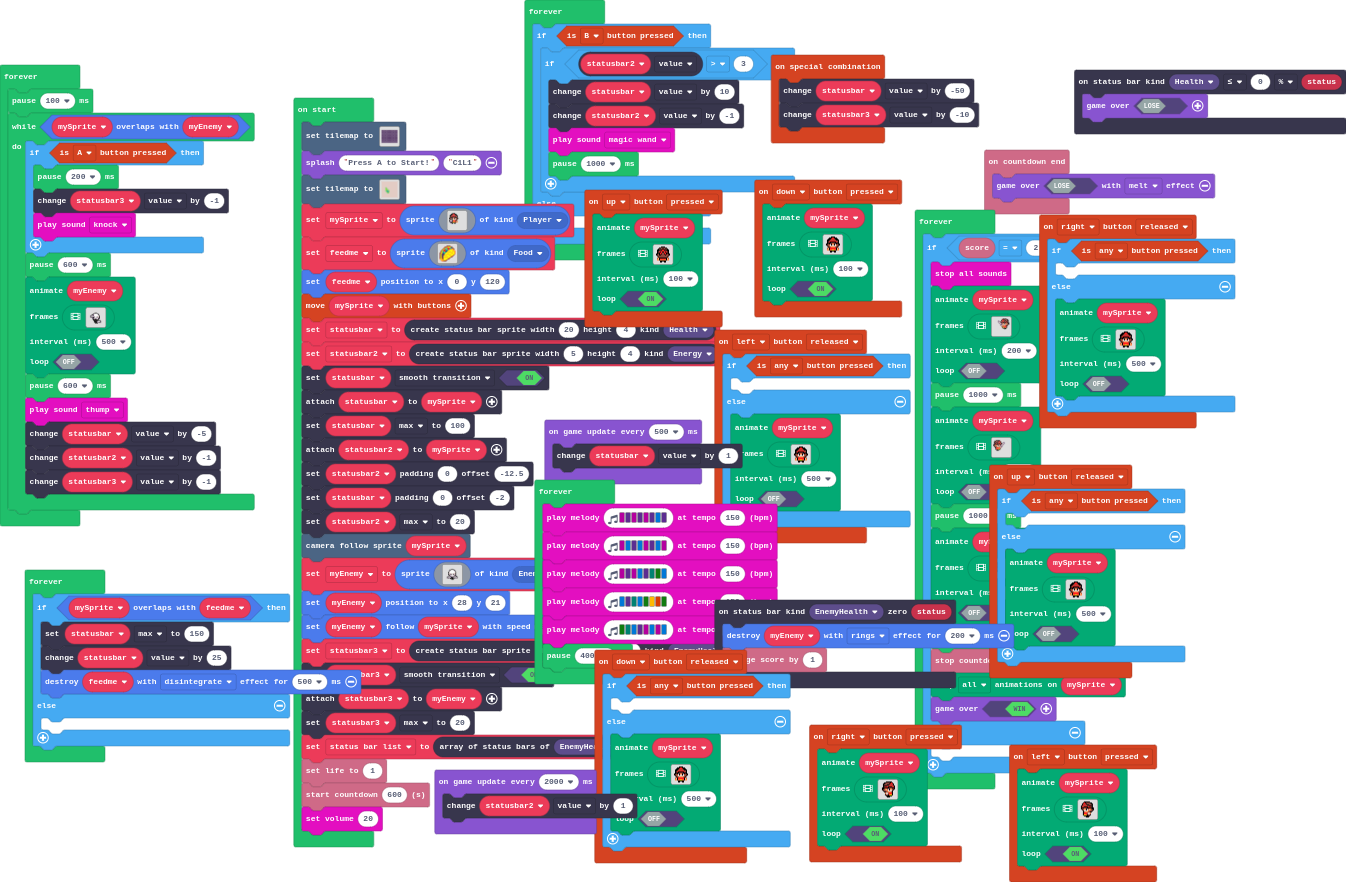 forever
pause 100 ms
while mySprite overlaps with myEnemy
do
if is A button pressed then
pause 200 ms
change statusbar3 value by -1
play sound knock
pause 600 ms
animate myEnemy
frames
interval (ms) 500
loop OFF
pause 600 ms
play sound thump
change statusbar value by -5
change statusbar2 value by -1
change statusbar3 value by -1
forever
if mySprite overlaps with feedme then
set statusbar max to 150
change statusbar value by 25
destroy feedme with disintegrate effect for 500 ms
else
on start
set tilemap to
splash "Press A to Start!" "C1L1"
set tilemap to
set mySprite to sprite of kind Player
set feedme to sprite of kind Food
set feedme position to x 0 y 120
move mySprite with buttons
set statusbar to create status bar sprite width 20 height 4 kind Health
set statusbar2 to create status bar sprite width 5 height 4 kind Energy
set statusbar smooth transition ON
attach statusbar to mySprite
set statusbar max to 100
attach statusbar2 to mySprite
set statusbar2 padding 0 offset -12.5
set statusbar padding 0 offset -2
set statusbar2 max to 20
camera follow sprite mySprite
set myEnemy to sprite of kind
set myEnemy position to x 28 y 21
set myEnemy follow mySprite with speed
set statusbar3 to create status bar sprite
smooth transition
attach statusbar3 to myEnemy
set statusbar3 max to 20
set status bar list to array of status bars of
set life to 1
start countdown 600 (s)
set volume 20
forever
if is B button pressed then
if statusbar2 value > 3
change statusbar value by 10
change statusbar2 value by -1
play sound magic wand
pause 1000 ms
on special combination
change statusbar value by -50
change statusbar3 value by -10
on status bar kind Health ≤ 0 % status
game over LOSE
on countdown end
game over LOSE with melt effect
on up button pressed
animate mySprite
frames
interval (ms) 100
loop ON
on down button pressed
animate mySprite
frames
interval (ms) 100
loop ON
on left button released
if is any button pressed then
else
animate mySprite
frames
interval (ms) 500
loop OFF
on game update every 500 ms
change statusbar value by 1
forever
play melody at tempo 150 (bpm)
play melody at tempo 150 (bpm)
play melody at tempo 150 (bpm)
play melody at tempo
play melody at tempo
pause
on status bar kind EnemyHealth zero status
destroy myEnemy with rings effect for 200 ms
score by 1
on down button released
if is any button pressed then
else
animate mySprite
frames
(ms) 500
loop OFF
on game update every 2000 ms
change statusbar2 value by 1
forever
if score =
stop all sounds
animate mySprite
frames
interval (ms) 200
loop OFF
pause 1000 ms
animate mySprite
frames
interval
loop
pause 1000 ms
animate
frames
interval
OFF
stop
all animations on mySprite
game over WIN
on right button released
if is any button pressed then
else
animate mySprite
frames
interval (ms) 500
loop OFF
on up button released
if is any button pressed then
else
animate mySprite
frames
interval (ms) 500
loop OFF
on right button pressed
animate mySprite
frames
interval (ms) 100
loop ON
on left button pressed
animate mySprite
frames
interval (ms) 100
loop ON